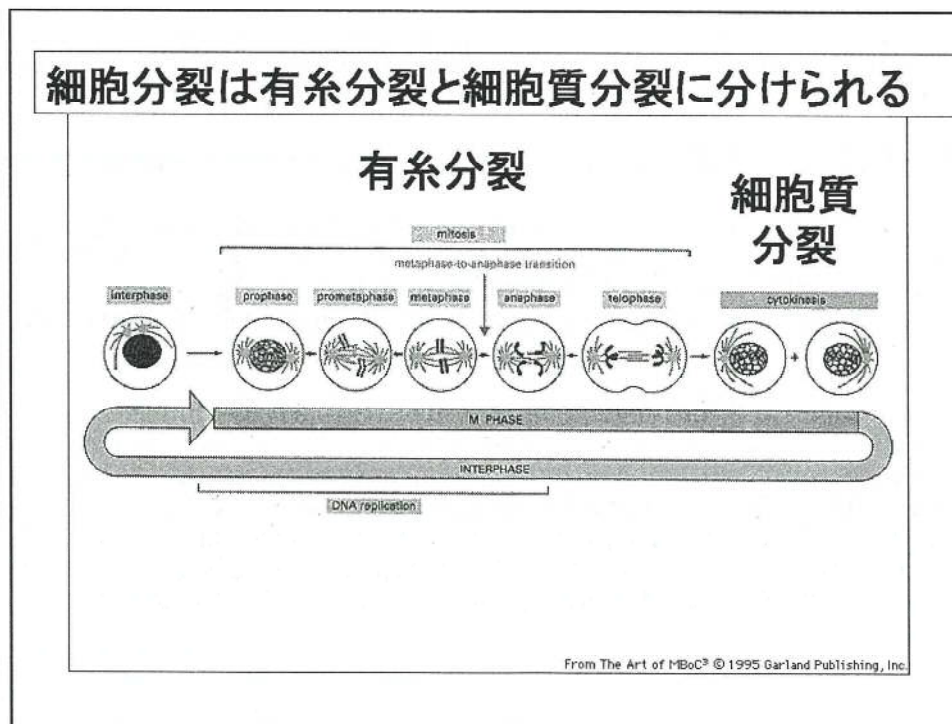 細胞分裂は有糸分裂と細胞質分裂に分けられる
有糸分裂
細胞質
分裂
mitosis
metaphase-to-anaphase transition
interphase
prophase
prometaphase
metaphase
anaphase
telophase
cytokinesis
+
M PHASE
INTERPHASE
DNA replication
From The Art of MBoC³ © 1995 Garland Publishing, Inc.